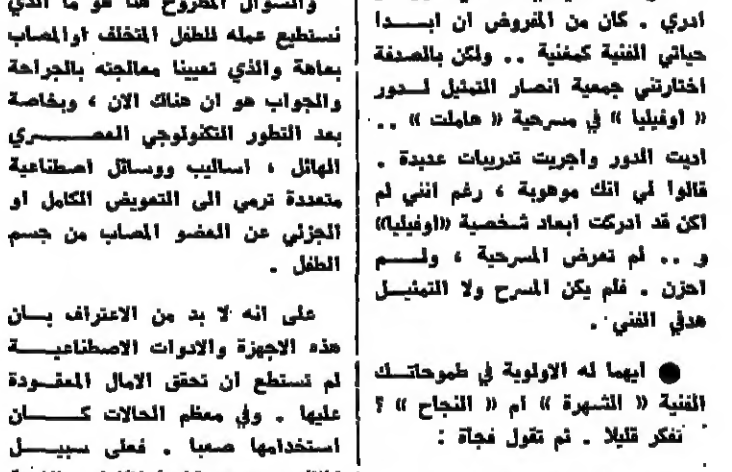 ادري . كان من المفروض ان ابدا
حياتي الفنية كمغنية .. ولكن بالصدفة
اختارتني جمعية انصار التمثيل لدور
« اوفيليا » في مسرحية « هاملت » ..
اديت الدور واجريت تدريبات عديدة .
قالوا لي انك موهوبة ، رغم انني لم
اكن قد ادركت ابعاد شخصية «اوفيليا»
و .. لم تعرض المسرحية ، ولم
احزن . فلم يكن المسرح ولا التمثيل
هدفي الفني .
● ايهما له الاولوية في طموحاتك
الفنية « الشهرة » ام « النجاح » ؟
تفكر قليلا . ثم تقول فجاة :
والسؤال المطروح هنا هو ما الذي
نستطيع عمله للطفل المتخلف او المصاب
بعاهة والذي تعيينا معالجته بالجراحة
والجواب هو ان هناك الان ، وبخاصة
بعد التطور التكنولوجي العصري
الهائل ، اساليب ووسائل اصطناعية
متعددة ترمي الى التعويض الكامل او
الجزئي عن العضو المصاب من جسم
الطفل .
على انه لا بد من الاعتراف بان
هذه الاجهزة والادوات الاصطناعية
لم تستطع ان تحقق الامال المعقودة
عليها . وفي معظم الحالات كان
استخدامها صعبا . فعلى سبيل